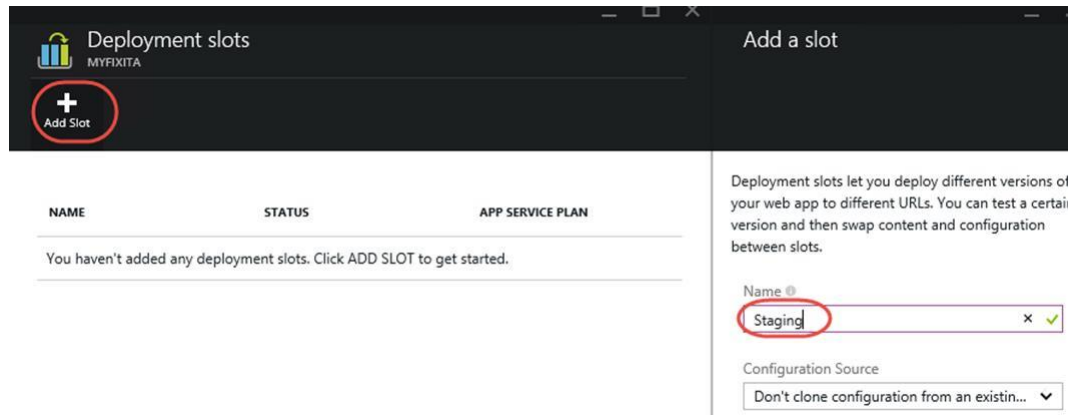 Deployment slots
MYFIXITA
Add Slot
NAME STATUS APP SERVICE PLAN
You haven't added any deployment slots. Click ADD SLOT to get started.
Add a slot
Deployment slots let you deploy different versions of
your web app to different URLs. You can test a certain
version and then swap content and configuration
between slots.
Name
Staging
Configuration Source
Don't clone configuration from an existin...